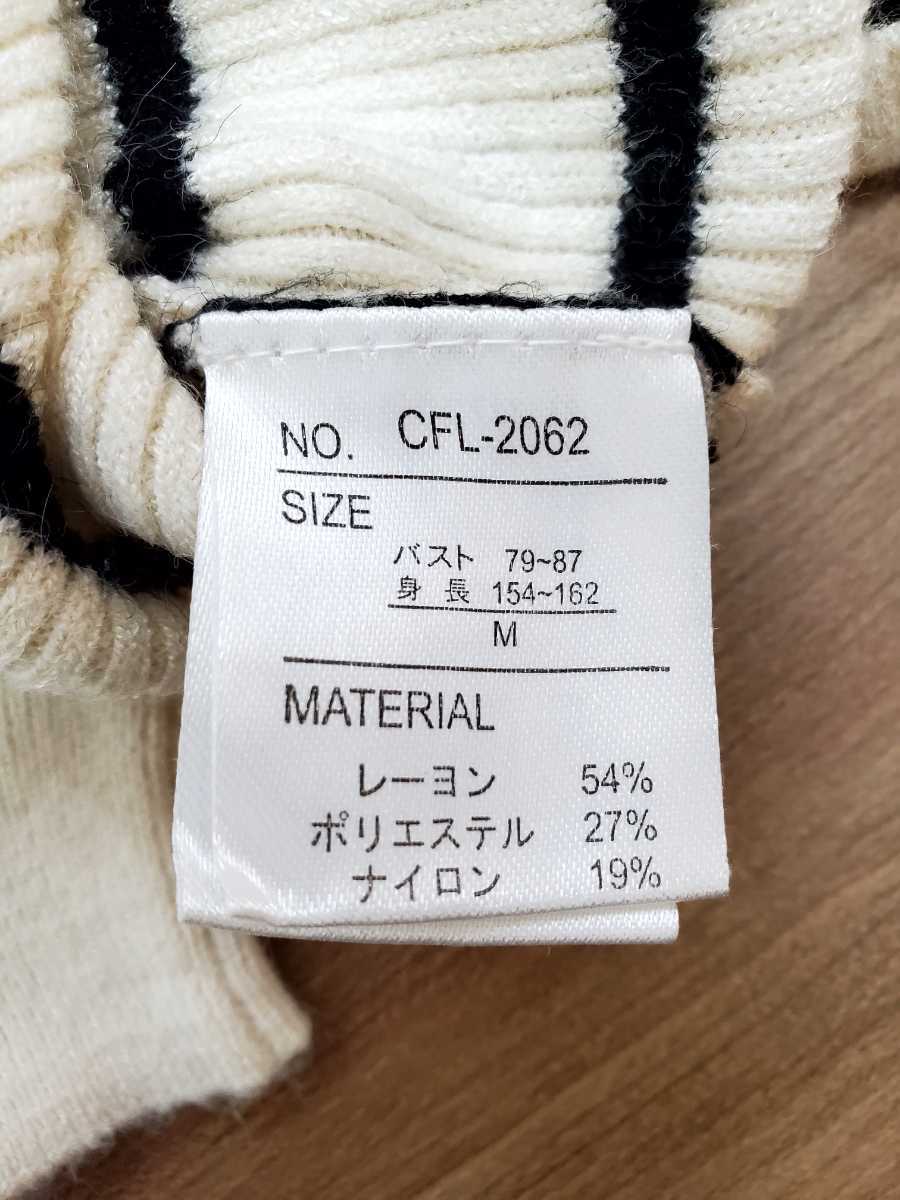 NO. CFL-2062
SIZE
バスト 79~87
身長 154~162
M
MATERIAL
レーヨン 54%
ポリエステル 27%
ナイロン 19%